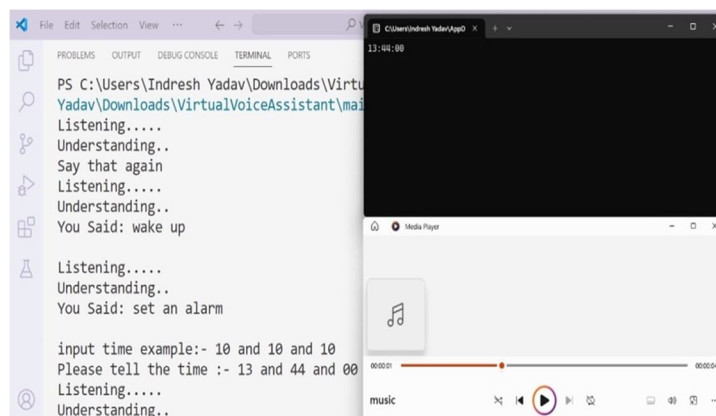 File Edit Selection View ...
PROBLEMS OUTPUT DEBUG CONSOLE TERMINAL PORTS
PS C:\Users\Indresh Yadav\Downloads\Virtu
Yadav\Downloads\VirtualVoiceAssistant\mai
Listening.....
Understanding..
Say that again
Listening.....
Understanding..
You Said: wake up
Listening.....
Understanding..
You Said: set an alarm
input time example:- 10 and 10 and 10
Please tell the time :- 13 and 44 and 00
Listening.....
Understanding..
C:\Users\Indresh Yadav\AppD
13:44:00
Media Player
00:00:01 00:00:04
music